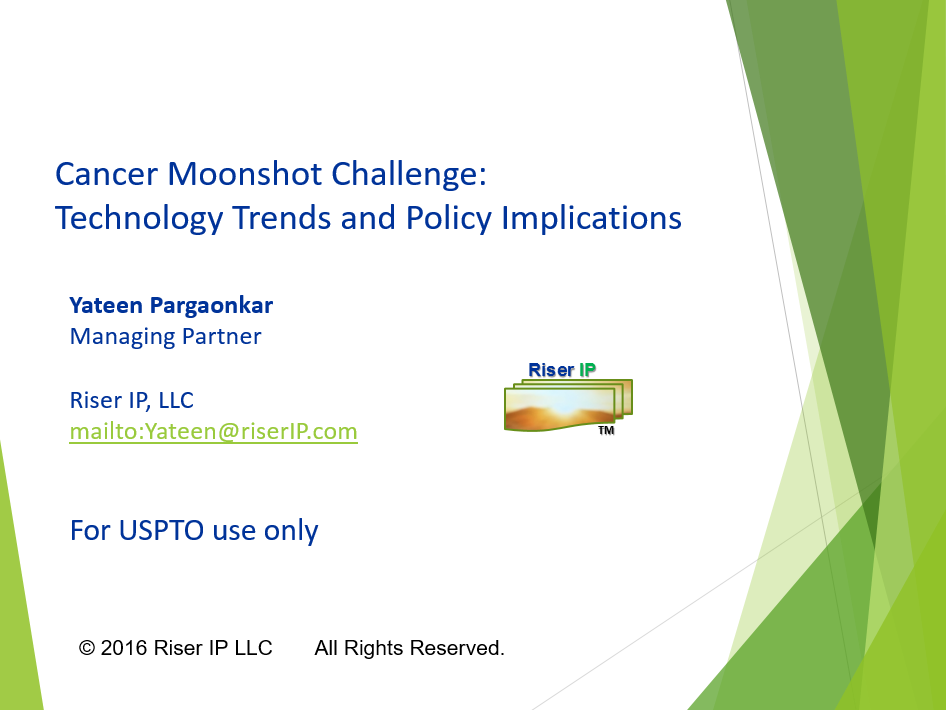 Cancer Moonshot Challenge:
Technology Trends and Policy Implications
Yateen Pargaonkar
Managing Partner
Riser IP, LLC
mailto:Yateen@riserIP.com
Riser IP
TM
For USPTO use only
© 2016 Riser IP LLC All Rights Reserved.